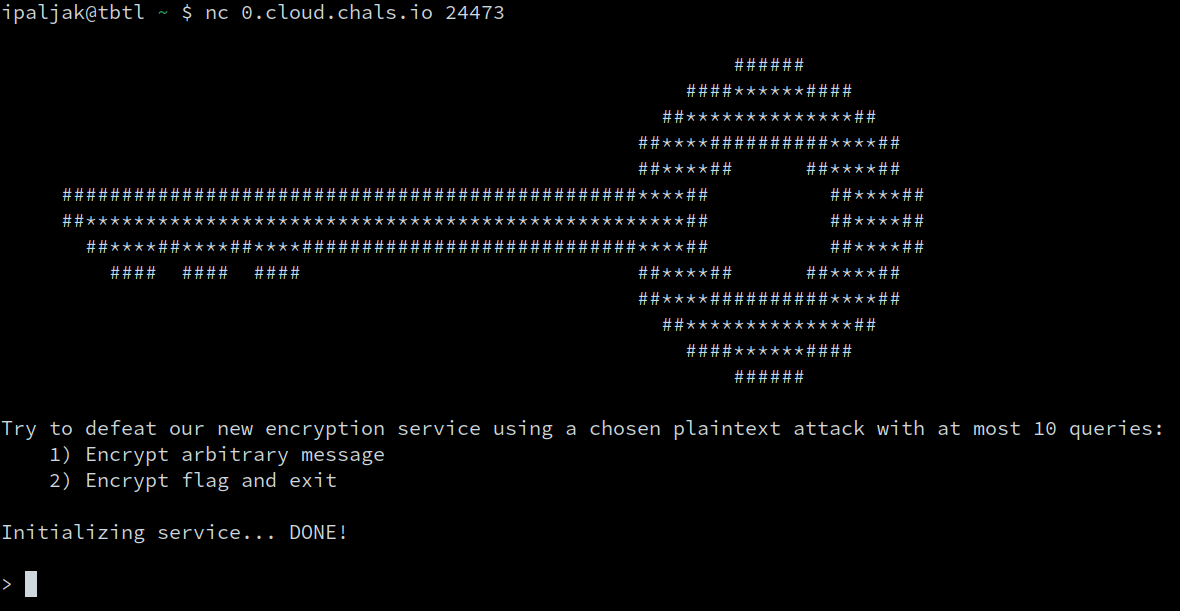 ipaljak@tbtl ~ $ nc 0.cloud.chals.io 24473
                                                             ######
                                                         ####******####
                                                       ##**************##
                                                     ##****##########****##
                                                     ##****##      ##****##
     ################################################****##          ##****##
     ##**************************************************##          ##****##
       ##****##****##****############################****##          ##****##
         ####  ####  ####                            ##****##      ##****##
                                                     ##****##########****##
                                                       ##**************##
                                                         ####******####
                                                             ######
Try to defeat our new encryption service using a chosen plaintext attack with at most 10 queries:
    1) Encrypt arbitrary message
    2) Encrypt flag and exit
Initializing service... DONE!
>